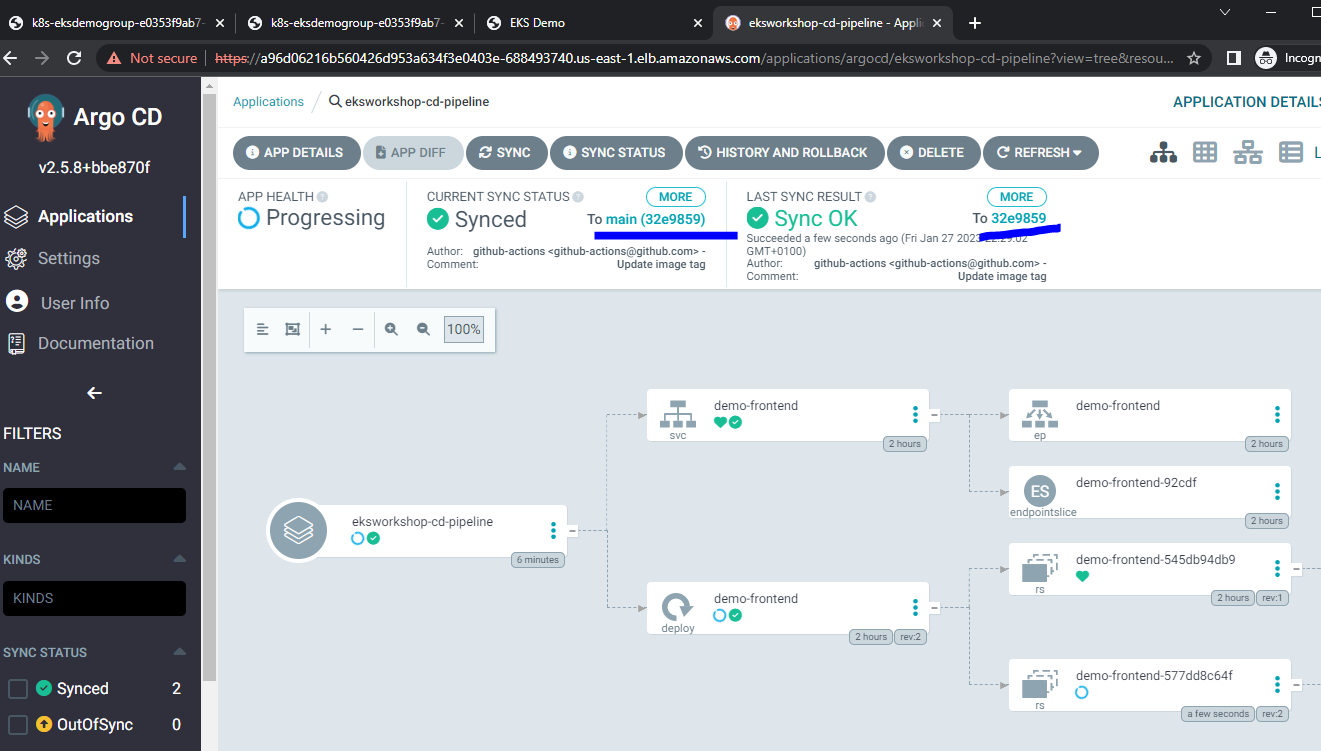 k8s-eksdemogroup-e0353f9ab7-
k8s-eksdemogroup-e0353f9ab7-
EKS Demo
eksworkshop-cd-pipeline - Appli
Not secure
https://a96d06216b560426d953a634f3e0403e-688493740.us-east-1.elb.amazonaws.com/applications/argocd/eksworkshop-cd-pipeline?view=tree&resou...
Incogn
Argo CD
v2.5.8+bbe870f
Applications
Settings
User Info
Documentation
FILTERS
NAME
NAME
KINDS
KINDS
SYNC STATUS
Synced 2
OutOfSync 0
Applications / eksworkshop-cd-pipeline
APPLICATION DETAILS
APP DETAILS
APP DIFF
SYNC
SYNC STATUS
HISTORY AND ROLLBACK
DELETE
REFRESH
L
APP HEALTH
Progressing
CURRENT SYNC STATUS
MORE
Synced
To main (32e9859)
Author: github-actions <github-actions@github.com> -
Comment: Update image tag
LAST SYNC RESULT
MORE
Sync OK
To 32e9859
Succeeded a few seconds ago (Fri Jan 27 2023 22:29:02
GMT+0100)
Author: github-actions <github-actions@github.com> -
Comment: Update image tag
100%
eksworkshop-cd-pipeline
6 minutes
demo-frontend
svc
2 hours
demo-frontend
deploy
2 hours
rev:2
demo-frontend
ep
2 hours
ES
demo-frontend-92cdf
endpointslice
2 hours
demo-frontend-545db94db9
rs
2 hours
rev:1
demo-frontend-577dd8c64f
rs
a few seconds
rev:2